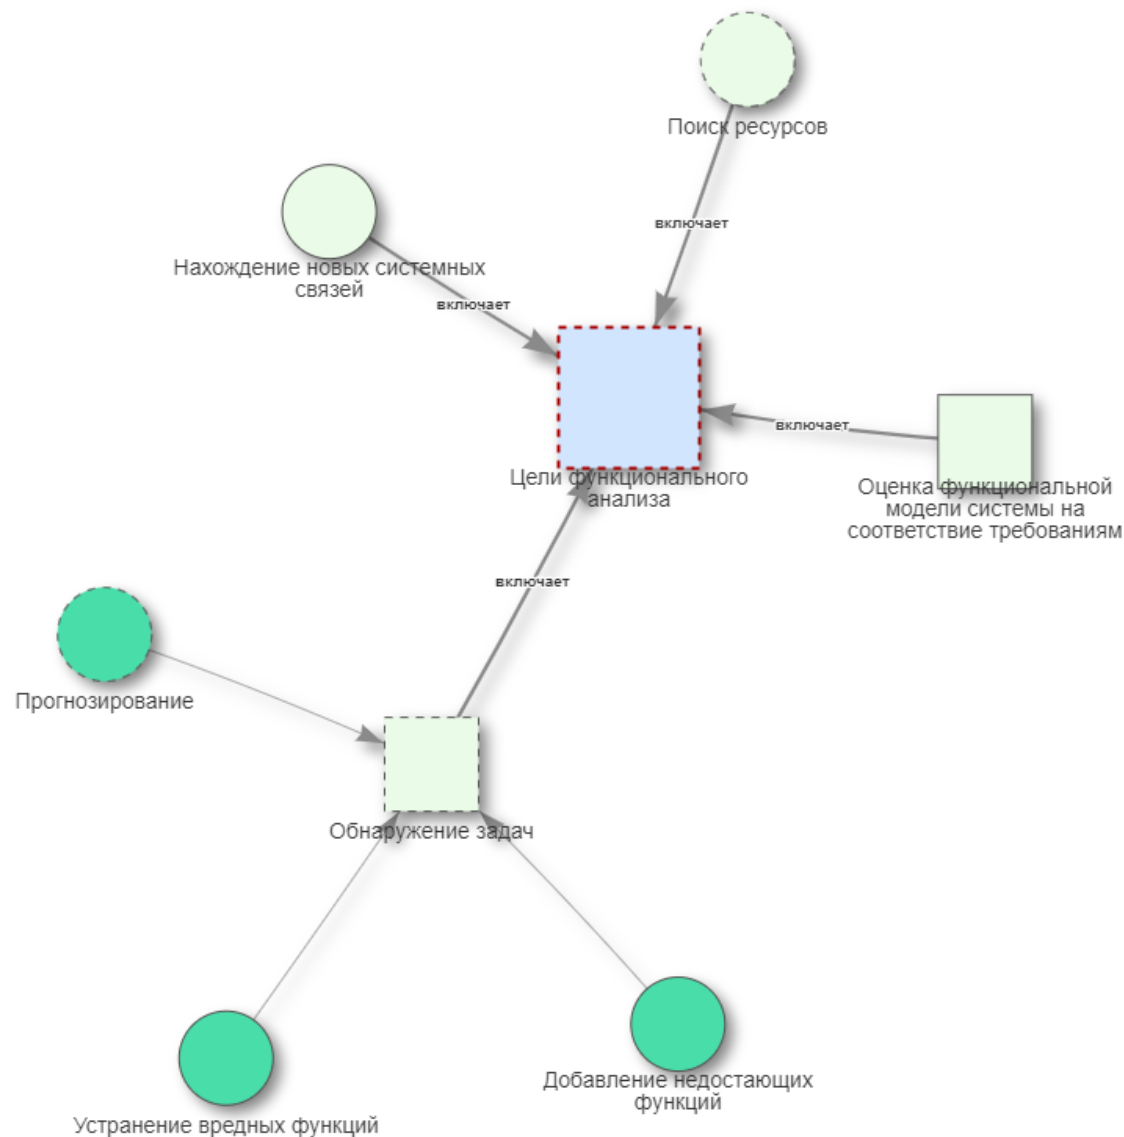 Поиск ресурсов
включает
Нахождение новых системных
связей
включает
включает
Цели функционального
анализа
Оценка функциональной
модели системы на
соответствие требованиям
включает
Прогнозирование
Обнаружение задач
Добавление недостающих
функций
Устранение вредных функций